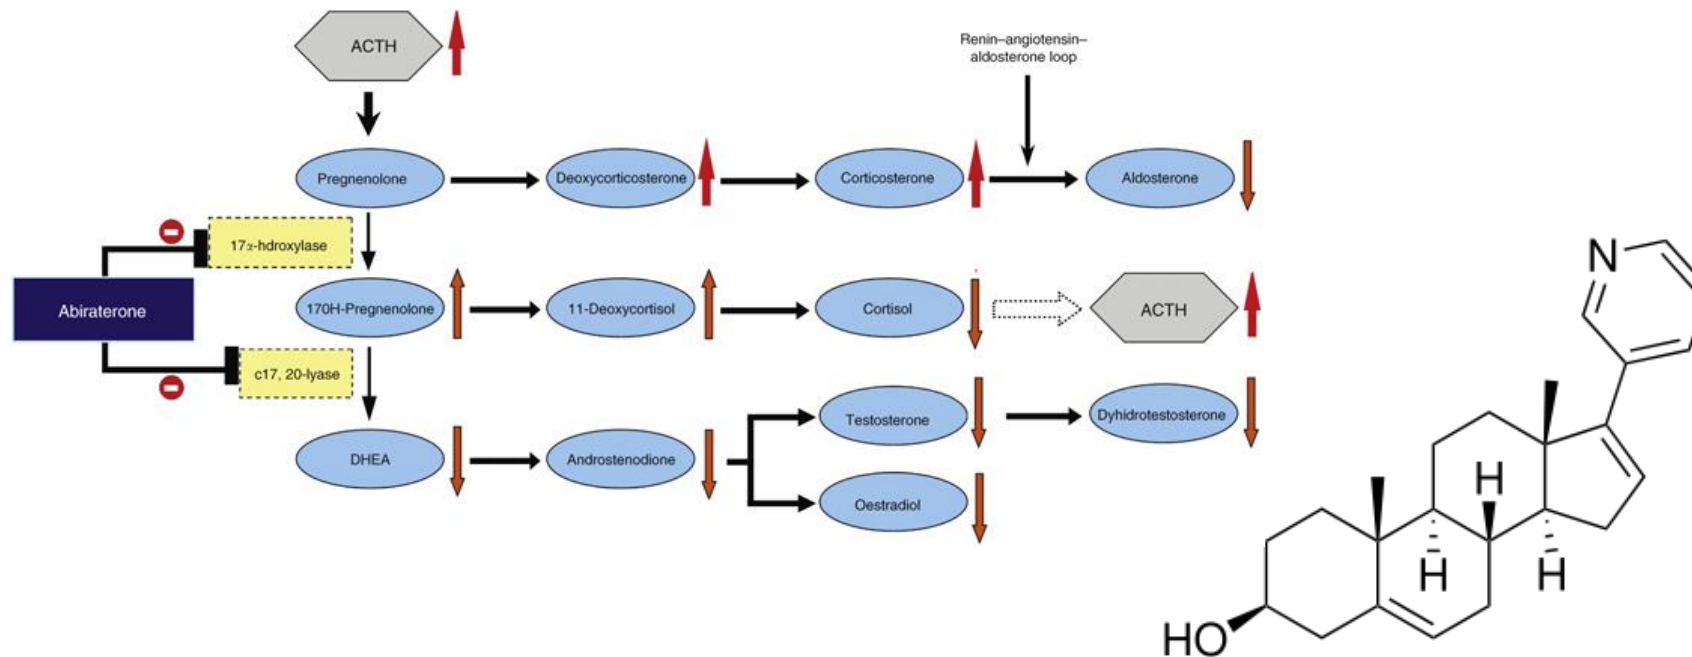 ACTH
Renin–angiotensin–
aldosterone loop
Pregnenolone
Deoxycorticosterone
Corticosterone
Aldosterone
17α-hdroxylase
Abiraterone
170H-Pregnenolone
11-Deoxycortisol
Cortisol
ACTH
c17, 20-lyase
DHEA
Androstenodione
Testosterone
Dyhidrotestosterone
Oestradiol
N
H
H
H
HO